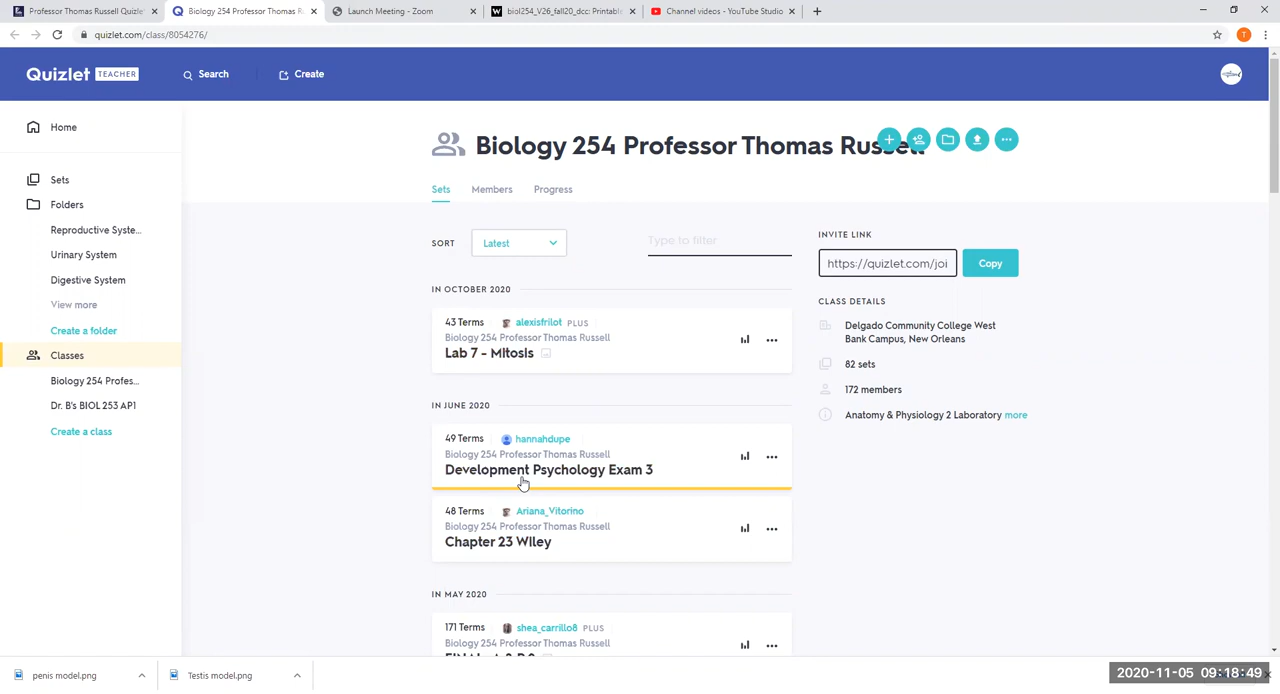 Professor Thomas Russell Quizlet
Biology 254 Professor Thomas R
Launch Meeting - Zoom
biol254_V26_fall20_dcc: Printable
Channel videos - YouTube Studio
quizlet.com/class/8054276/
T
Quizlet TEACHER
Search
Create
Home
Sets
Folders
Reproductive Syste...
Urinary System
Digestive System
View more
Create a folder
Classes
Biology 254 Profes...
Dr. B's BIOL 253 AP1
Create a class
Biology 254 Professor Thomas Russell
Sets Members Progress
SORT Latest Type to filter
IN OCTOBER 2020
43 Terms alexisfrilot PLUS
Biology 254 Professor Thomas Russell
Lab 7 - Mitosis
IN JUNE 2020
49 Terms hannahdupe
Biology 254 Professor Thomas Russell
Development Psychology Exam 3
48 Terms Ariana_Vitorino
Biology 254 Professor Thomas Russell
Chapter 23 Wiley
IN MAY 2020
171 Terms shea_carrillo8 PLUS
Biology 254 Professor Thomas Russell
INVITE LINK
https://quizlet.com/joi Copy
CLASS DETAILS
Delgado Community College West
Bank Campus, New Orleans
82 sets
172 members
Anatomy & Physiology 2 Laboratory more
penis model.png
Testis model.png
2020-11-05 09:18:49